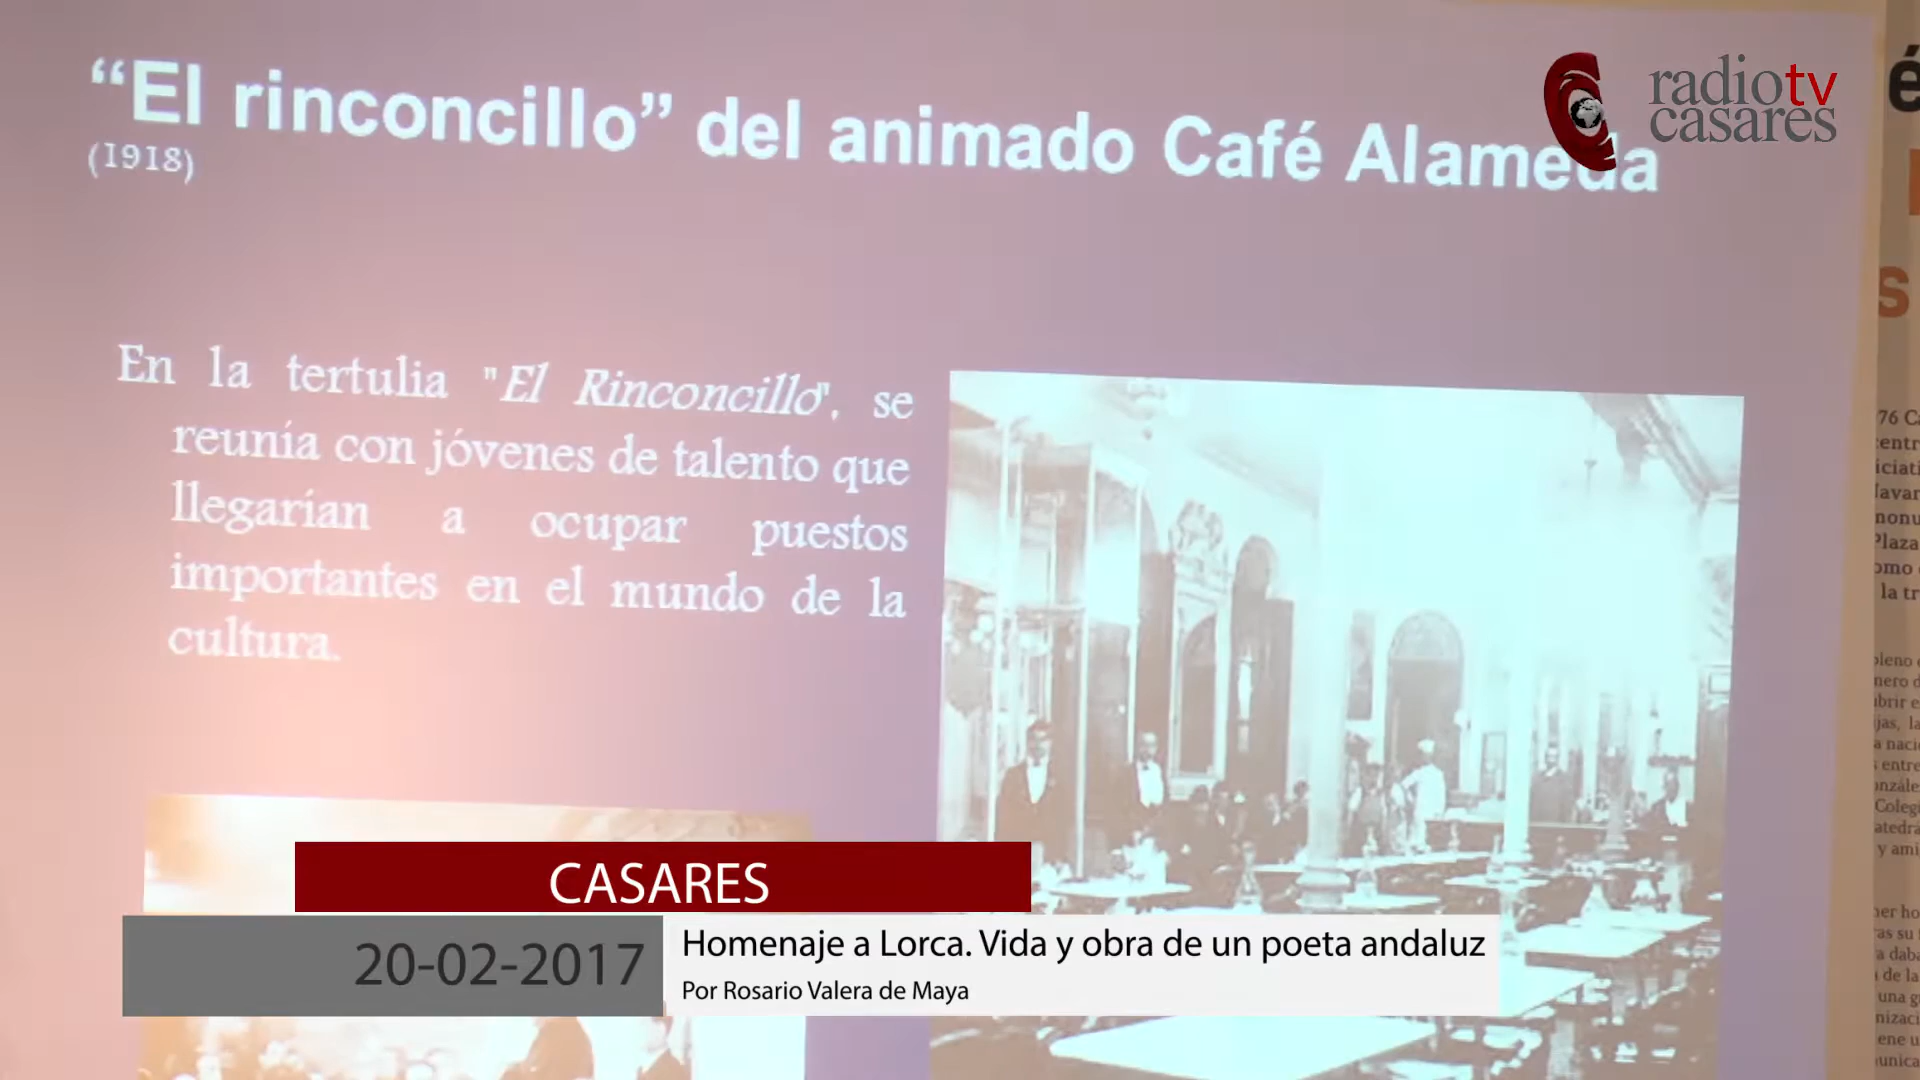 “El rinconcillo” del animado Café Alameda
(1918)
radiotv
casares
En la tertulia "El Rinconcillo", se
reunía con jóvenes de talento que
llegarían a ocupar puestos
importantes en el mundo de la
cultura.
CASARES
20-02-2017
Homenaje a Lorca. Vida y obra de un poeta andaluz
Por Rosario Valera de Maya